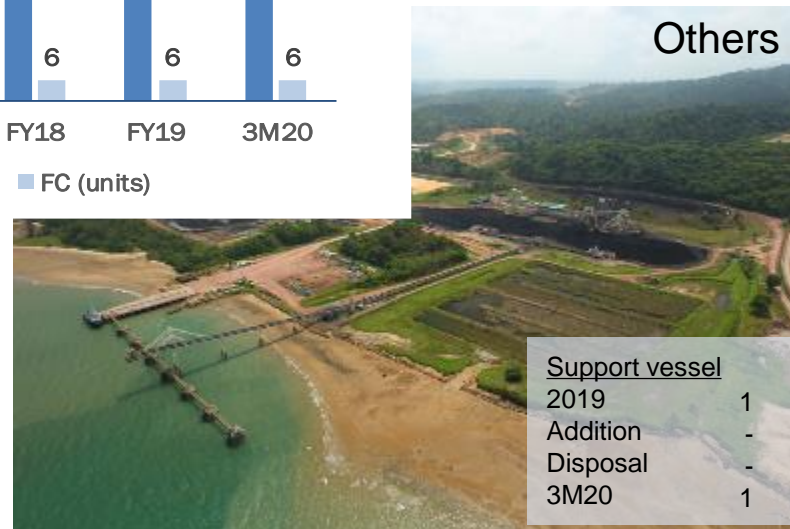 Others
6 6 6
FY18 FY19 3M20
FC (units)
Support vessel
2019 1
Addition -
Disposal -
3M20 1